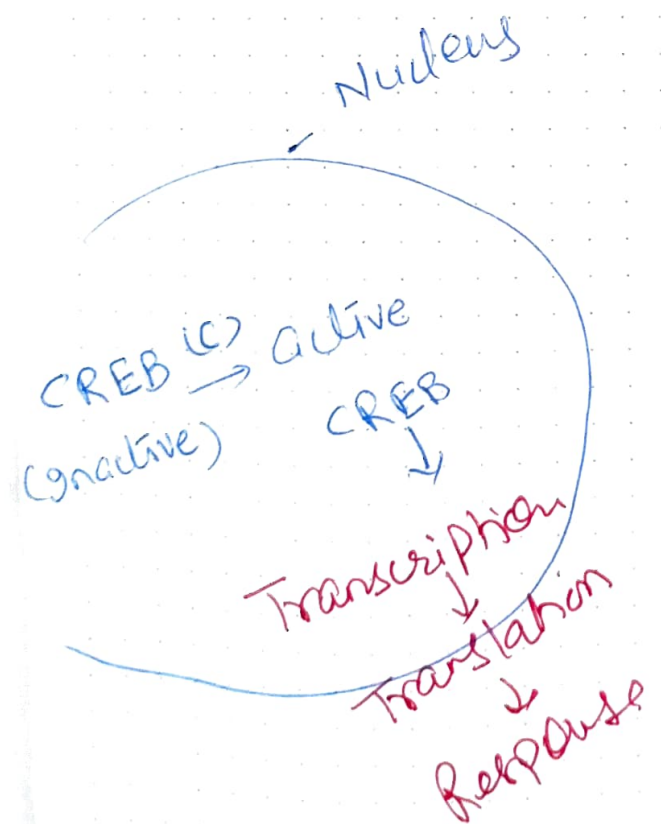 Nucleus
CREB (C) → active
(Inactive) CREB
↓
Transcription
↓
Translation
↓
Response